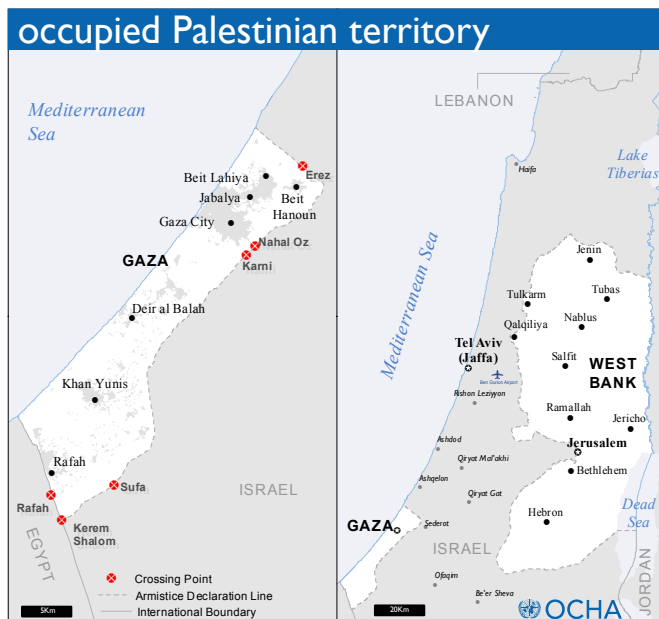 occupied Palestinian territory
Mediterranean
Sea
Erez
Beit Lahiya
Jabalya
Beit
Hanoun
Gaza City
Nahal Oz
Karni
GAZA
Deir al Balah
Khan Yunis
Rafah
Sufa
Rafah
Kerem
Shalom
ISRAEL
EGYPT
Crossing Point
Armistice Declaration Line
International Boundary
5Km
LEBANON
Haifa
Lake
Tiberias
Mediterranean Sea
Jenin
Tulkarm
Tubas
Qalqiliya
Nablus
Tel Aviv
(Jaffa)
Salfit
WEST
BANK
Ben Gurion Airport
Rishon Leziyyon
Ramallah
Jericho
Ashdod
Jerusalem
Qiryat Mal'akhi
Bethlehem
Ashqelon
Qiryat Gat
Dead
Sea
GAZA
Sederot
Hebron
ISRAEL
Ofaqim
Be'er Sheva
JORDAN
20Km
OCHA